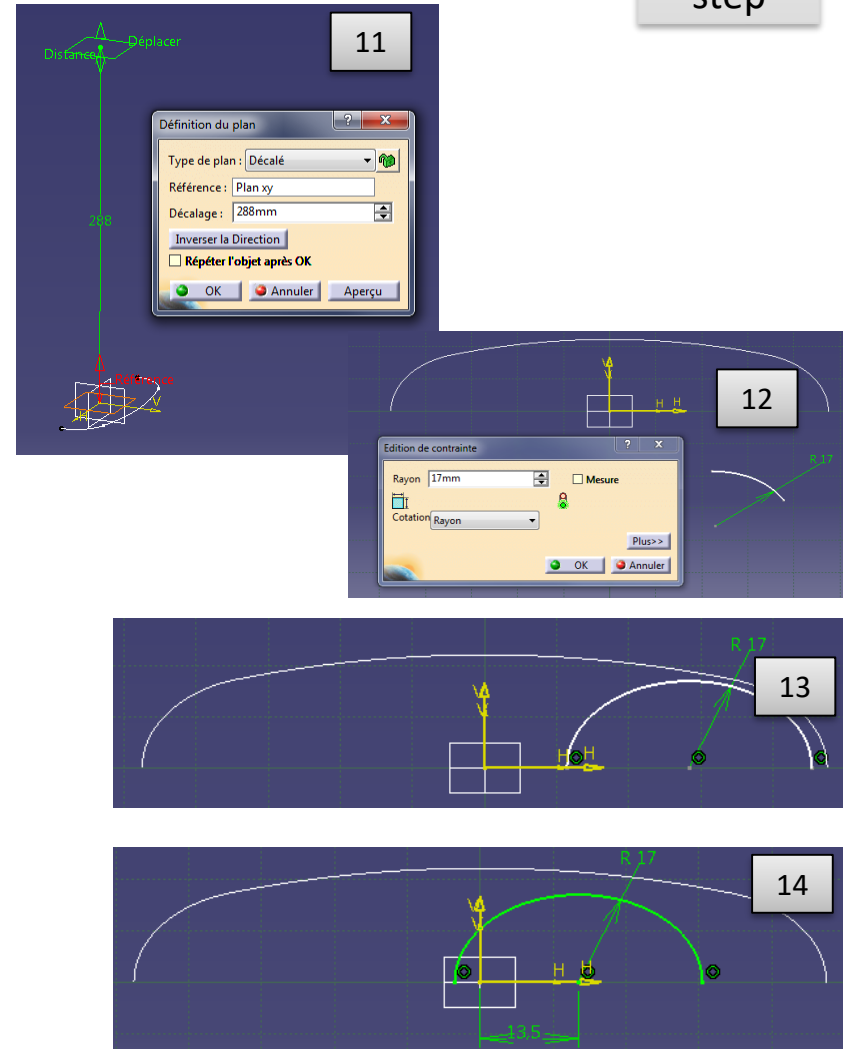 step
11
Déplacer
Distance
288
Définition du plan
Type de plan : Décalé
Référence : Plan xy
Décalage : 288mm
Inverser la Direction
Répéter l'objet après OK
OK Annuler Aperçu
H V
12
H H
V
Edition de contrainte
Rayon 17mm Mesure
Cotation Rayon
Plus>>
OK Annuler
R 17
13
R 17
V
H H
14
R 17
V
H H
13,5